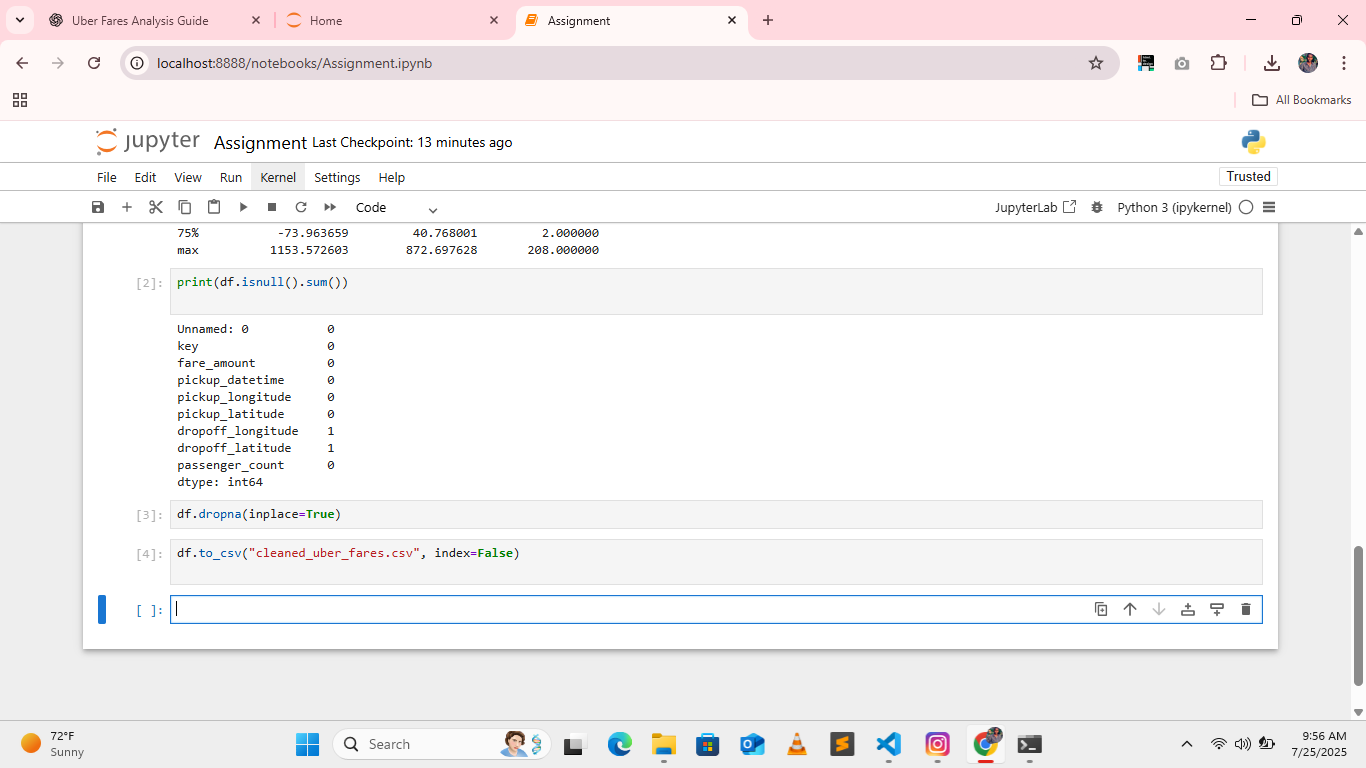 Uber Fares Analysis Guide
Home
Assignment
localhost:8888/notebooks/Assignment.ipynb
All Bookmarks
jupyter Assignment Last Checkpoint: 13 minutes ago
File Edit View Run Kernel Settings Help
Trusted
Code
JupyterLab
Python 3 (ipykernel)
75% -73.963659 40.768001 2.000000
max 1153.572603 872.697628 208.000000
[2]: print(df.isnull().sum())
Unnamed: 0 0
key 0
fare_amount 0
pickup_datetime 0
pickup_longitude 0
pickup_latitude 0
dropoff_longitude 1
dropoff_latitude 1
passenger_count 0
dtype: int64
[3]: df.dropna(inplace=True)
[4]: df.to_csv("cleaned_uber_fares.csv", index=False)
[ ]:
72°F
Sunny
Search
9:56 AM
7/25/2025